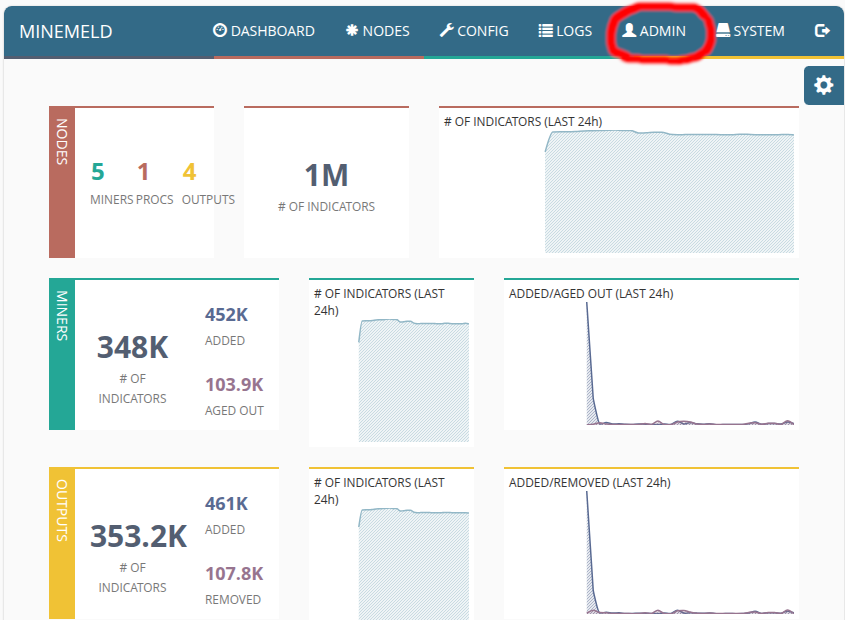 MINEMELD DASHBOARD NODES CONFIG LOGS ADMIN SYSTEM
NODES
5 1 4
MINERS PROCS OUTPUTS
1M
# OF INDICATORS
# OF INDICATORS (LAST 24h)
MINERS
348K
# OF
INDICATORS
452K
ADDED
103.9K
AGED OUT
# OF INDICATORS (LAST
24h)
ADDED/AGED OUT (LAST 24h)
OUTPUTS
353.2K
# OF
INDICATORS
461K
ADDED
107.8K
REMOVED
# OF INDICATORS (LAST
24h)
ADDED/REMOVED (LAST 24h)